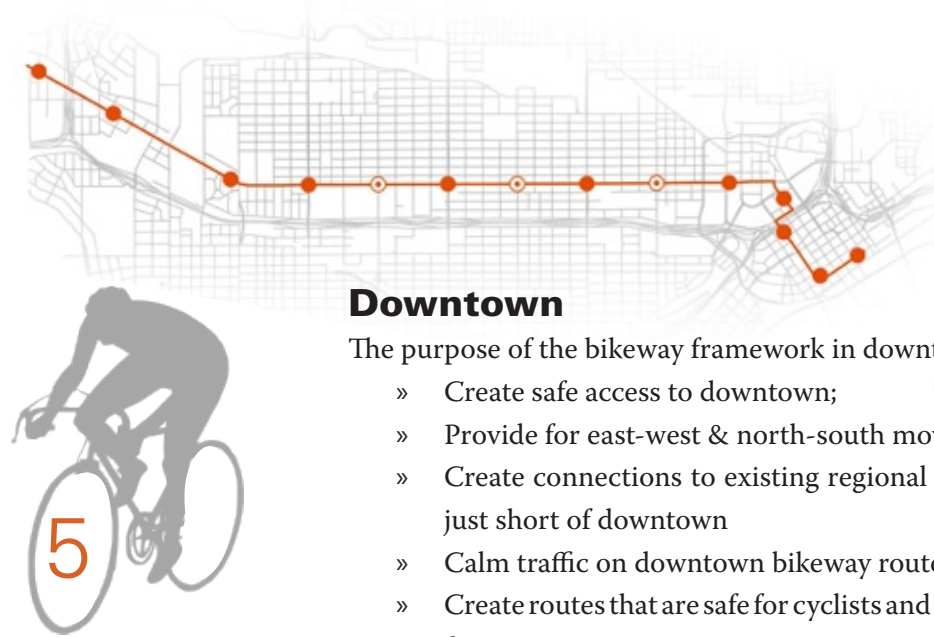 Downtown
The purpose of the bikeway framework in downt
» Create safe access to downtown;
» Provide for east-west & north-south mov
» Create connections to existing regional
just short of downtown
» Calm traffic on downtown bikeway route
» Create routes that are safe for cyclists and
5